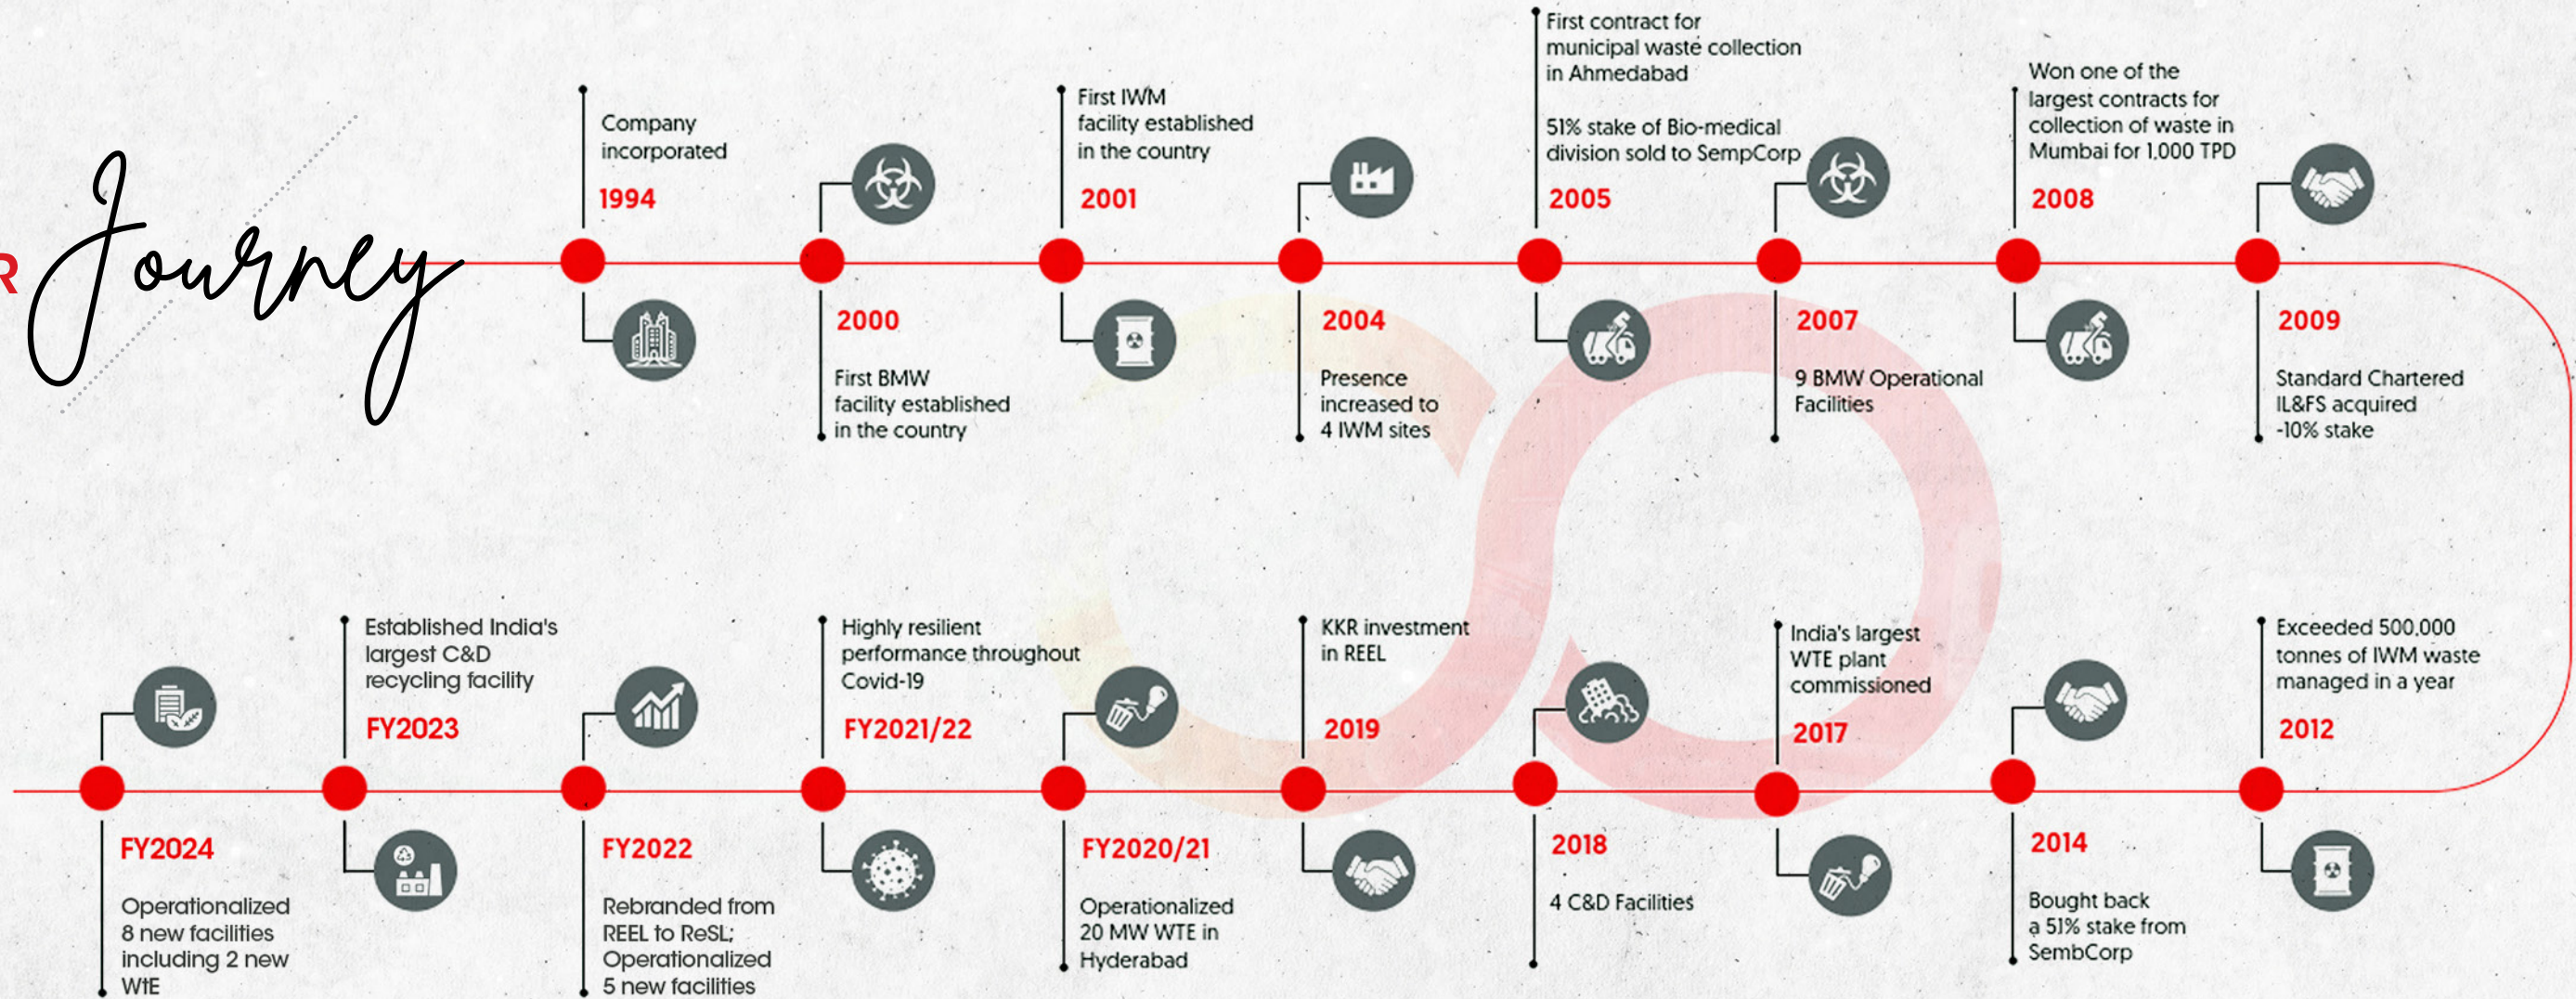 R
Journey
Company
incorporated
1994
2000
First BMW
facility established
in the country
First IWM
facility established
in the country
2001
2004
Presence
increased to
4 IWM sites
First contract for
municipal waste collection
in Ahmedabad
51% stake of Bio-medical
division sold to SempCorp
2005
2007
9 BMW Operational
Facilities
Won one of the
largest contracts for
collection of waste in
Mumbai for 1,000 TPD
2008
2009
Standard Chartered
IL&FS acquired
-10% stake
Exceeded 500,000
tonnes of IWM waste
managed in a year
2012
2014
Bought back
a 51% stake from
SembCorp
India's largest
WTE plant
commissioned
2017
2018
4 C&D Facilities
KKR investment
in REEL
2019
FY2020/21
Operationalized
20 MW WTE in
Hyderabad
Highly resilient
performance throughout
Covid-19
FY2021/22
FY2022
Rebranded from
REEL to ReSL;
Operationalized
5 new facilities
Established India's
largest C&D
recycling facility
FY2023
FY2024
Operationalized
8 new facilities
including 2 new
WtE